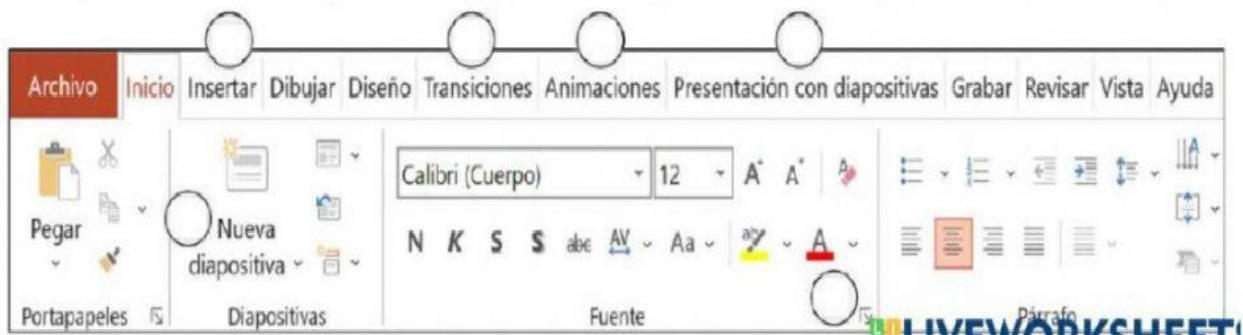 Archivo Inicio Insertar Dibujar Diseño Transiciones Animaciones Presentación con diapositivas Grabar Revisar Vista Ayuda
Calibri (Cuerpo) 12 A A A
Pegar Nueva diapositiva
N K S S abc AV Aa aby A
Portapapeles Diapositivas Fuente Párrafo
LIVEWORKSHEETS